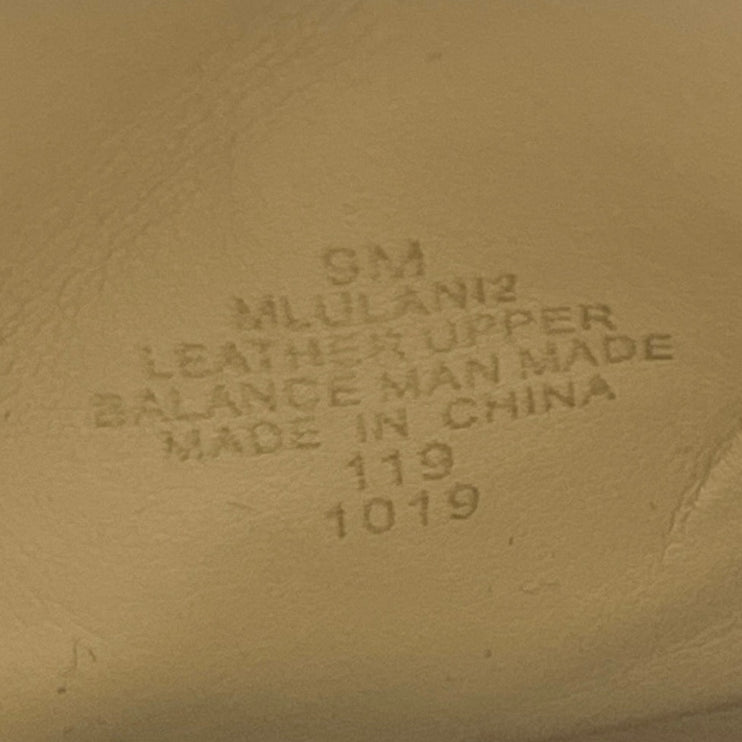 9M
MLULANI2
LEATHER UPPER
BALANCE MAN MADE
MADE IN CHINA
119
1019